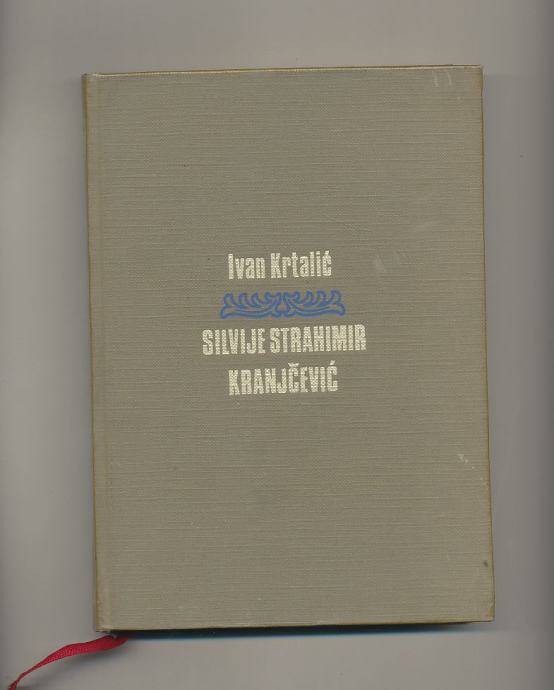 Ivan Krtalić
SILVIJE STRAHIMIR
KRANJČEVIĆ